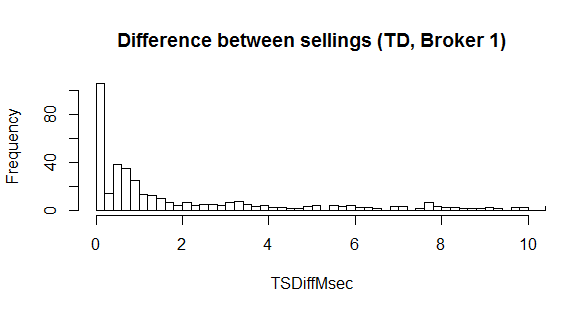 Difference between sellings (TD, Broker 1)
Frequency
80
40
0
0 2 4 6 8 10
TSDiffMsec